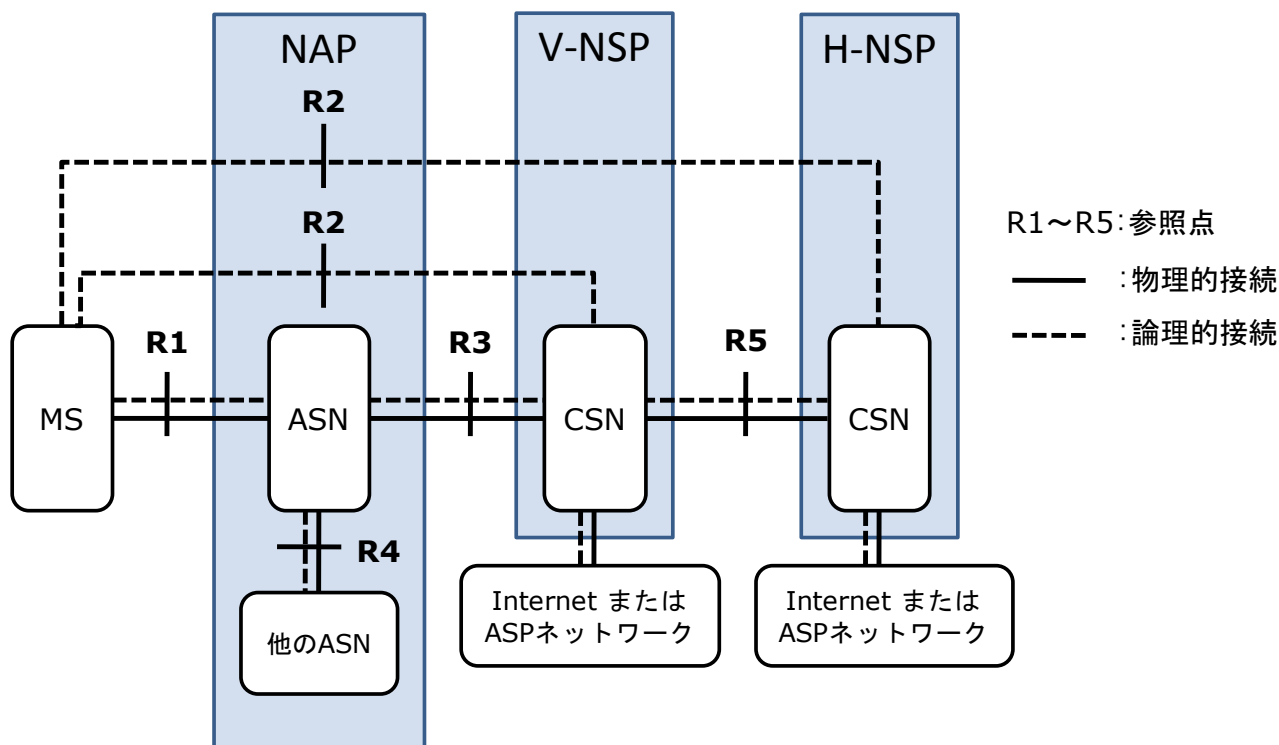 NAP
V-NSP
H-NSP
R2
R2
R1~R5:参照点
:物理的接続
:論理的接続
R1
R3
R5
MS
ASN
CSN
CSN
R4
他のASN
Internet または
ASPネットワーク
Internet または
ASPネットワーク